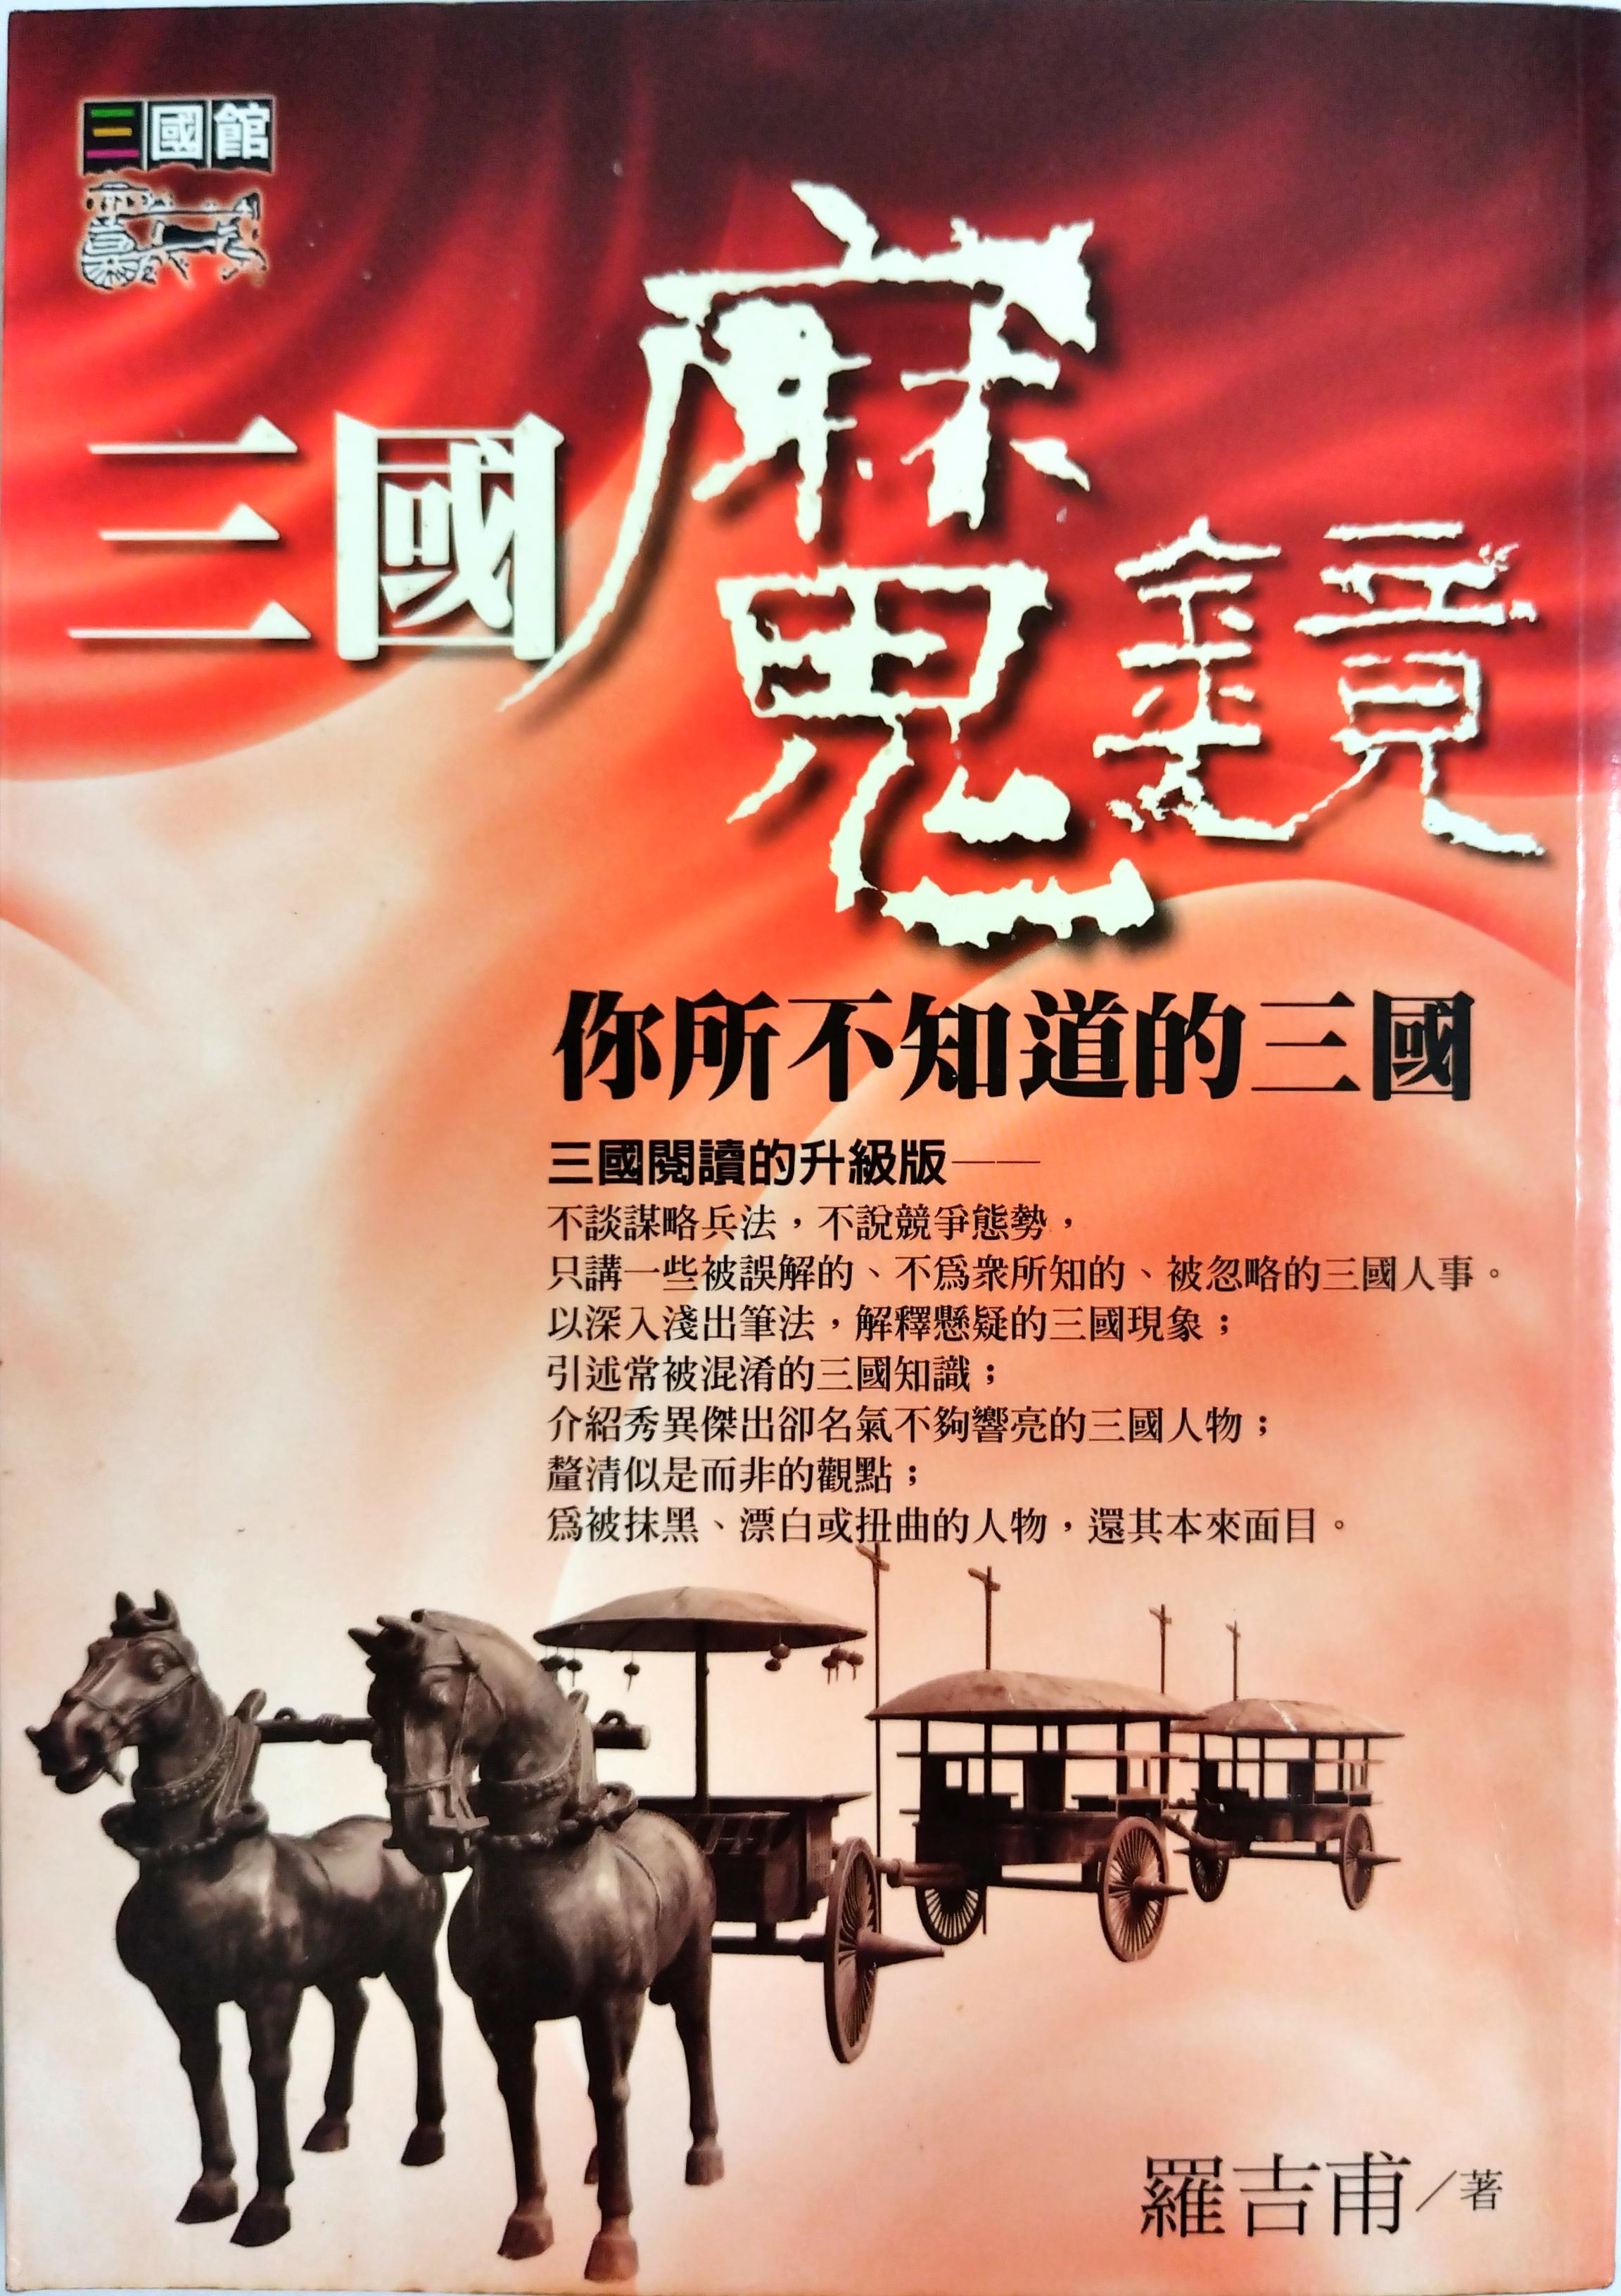 三國館
三國魔鏡
你所不知道的三國
三國閱讀的升級版——
不談謀略兵法，不說競爭態勢，
只講一些被誤解的、不爲衆所知的、被忽略的三國人事。
以深入淺出筆法，解釋懸疑的三國現象；
引述常被混淆的三國知識；
介紹秀異傑出卻名氣不夠響亮的三國人物；
釐清似是而非的觀點；
爲被抹黑、漂白或扭曲的人物，還其本來面目。
羅吉甫／著